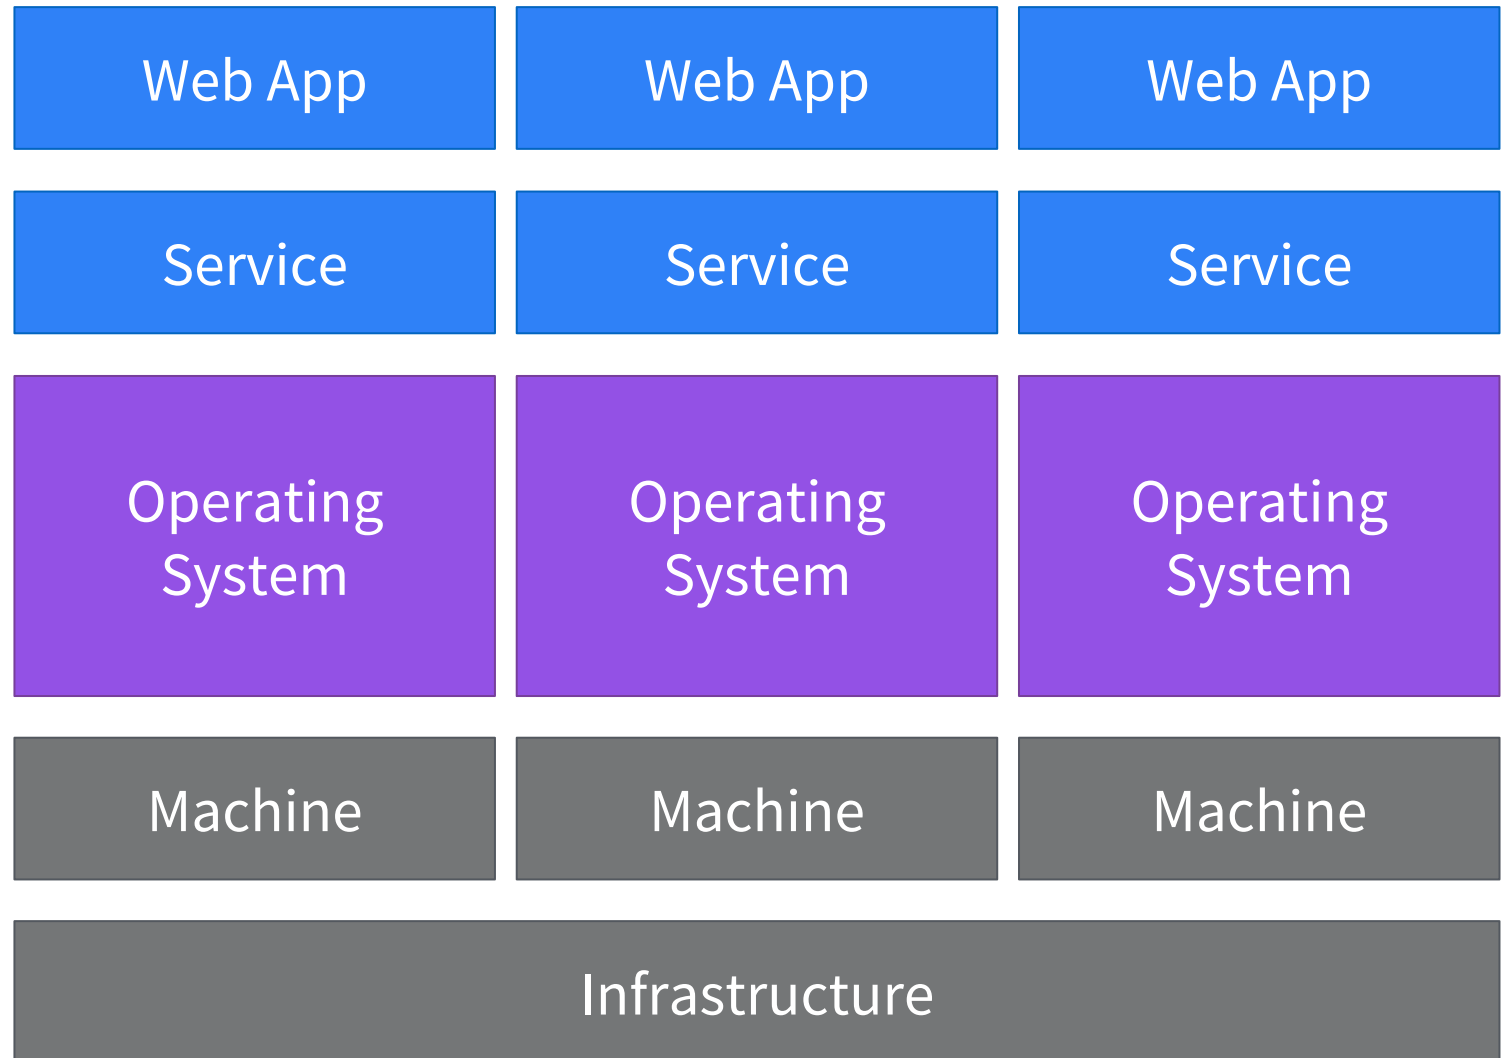 Web App
Web App
Web App
Service
Service
Service
Operating
System
Operating
System
Operating
System
Machine
Machine
Machine
Infrastructure